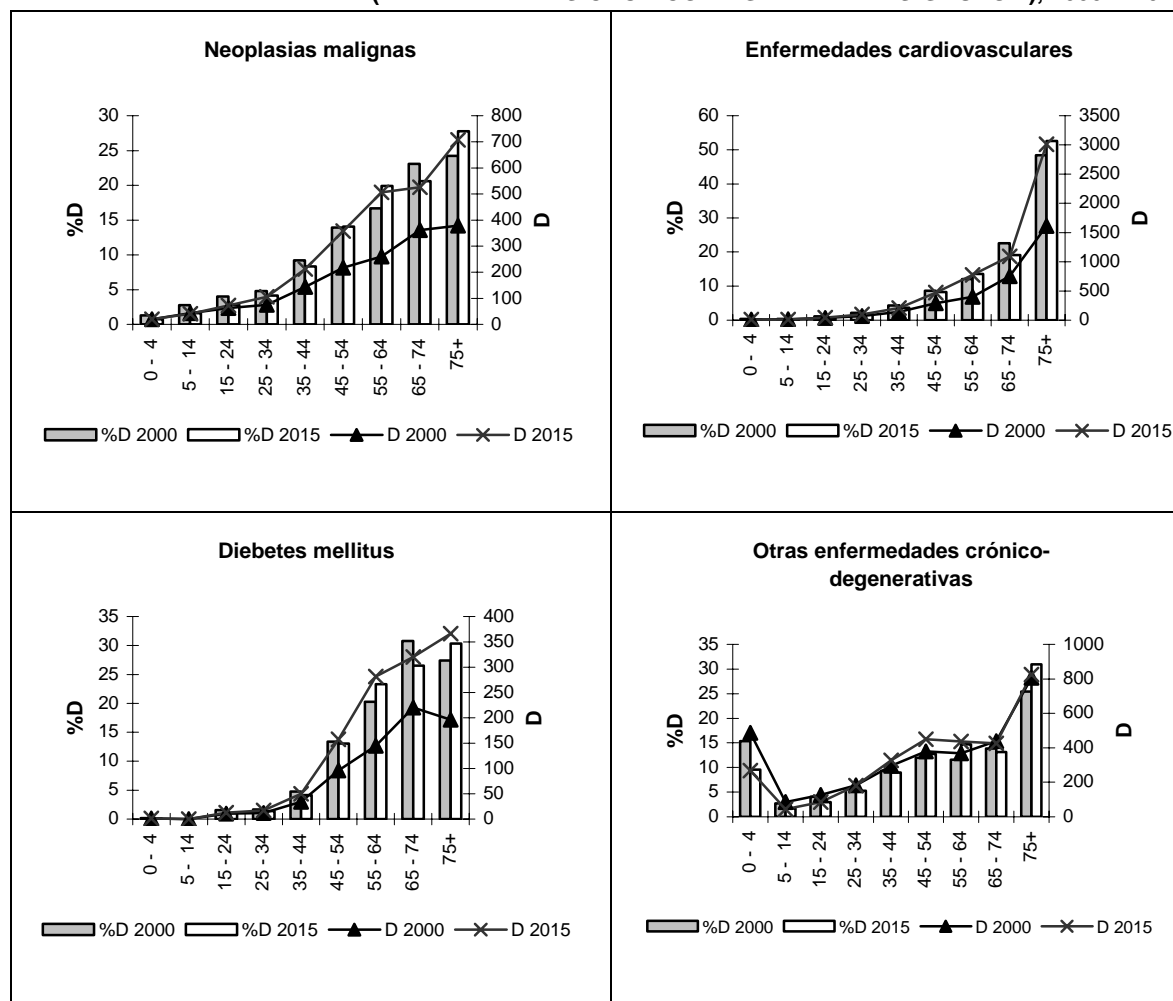 Neoplasias malignas
30
25
20
15
10
5
0
%D
800
700
600
500
400
300
200
100
0
D
0 - 4
5 - 14
15 - 24
25 - 34
35 - 44
45 - 54
55 - 64
65 - 74
75+
%D 2000 %D 2015 D 2000 D 2015
Enfermedades cardiovasculares
60
50
40
30
20
10
0
%D
3500
3000
2500
2000
1500
1000
500
0
D
0 - 4
5 - 14
15 - 24
25 - 34
35 - 44
45 - 54
55 - 64
65 - 74
75+
%D 2000 %D 2015 D 2000 D 2015
Diebetes mellitus
35
30
25
20
15
10
5
0
%D
400
350
300
250
200
150
100
50
0
D
0 - 4
5 - 14
15 - 24
25 - 34
35 - 44
45 - 54
55 - 64
65 - 74
75+
%D 2000 %D 2015 D 2000 D 2015
Otras enfermedades crónico-
degenerativas
35
30
25
20
15
10
5
0
%D
1000
800
600
400
200
0
D
0 - 4
5 - 14
15 - 24
25 - 34
35 - 44
45 - 54
55 - 64
65 - 74
75+
%D 2000 %D 2015 D 2000 D 2015